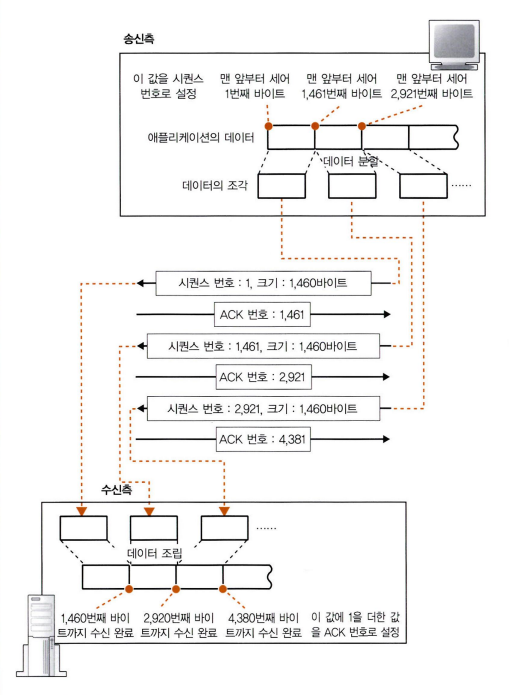 송신측
이 값을 시퀀스
번호로 설정
맨 앞부터 세어
1번째 바이트
맨 앞부터 세어
1,461번째 바이트
맨 앞부터 세어
2,921번째 바이트
애플리케이션의 데이터
데이터 분할
데이터의 조각
......
시퀀스 번호 : 1, 크기 : 1,460바이트
ACK 번호 : 1,461
시퀀스 번호 : 1,461, 크기 : 1,460바이트
ACK 번호 : 2,921
시퀀스 번호 : 2,921, 크기 : 1,460바이트
ACK 번호 : 4,381
수신측
......
데이터 조립
1,460번째 바이
트까지 수신 완료
2,920번째 바이
트까지 수신 완료
4,380번째 바이
트까지 수신 완료
이 값에 1을 더한 값
을 ACK 번호로 설정